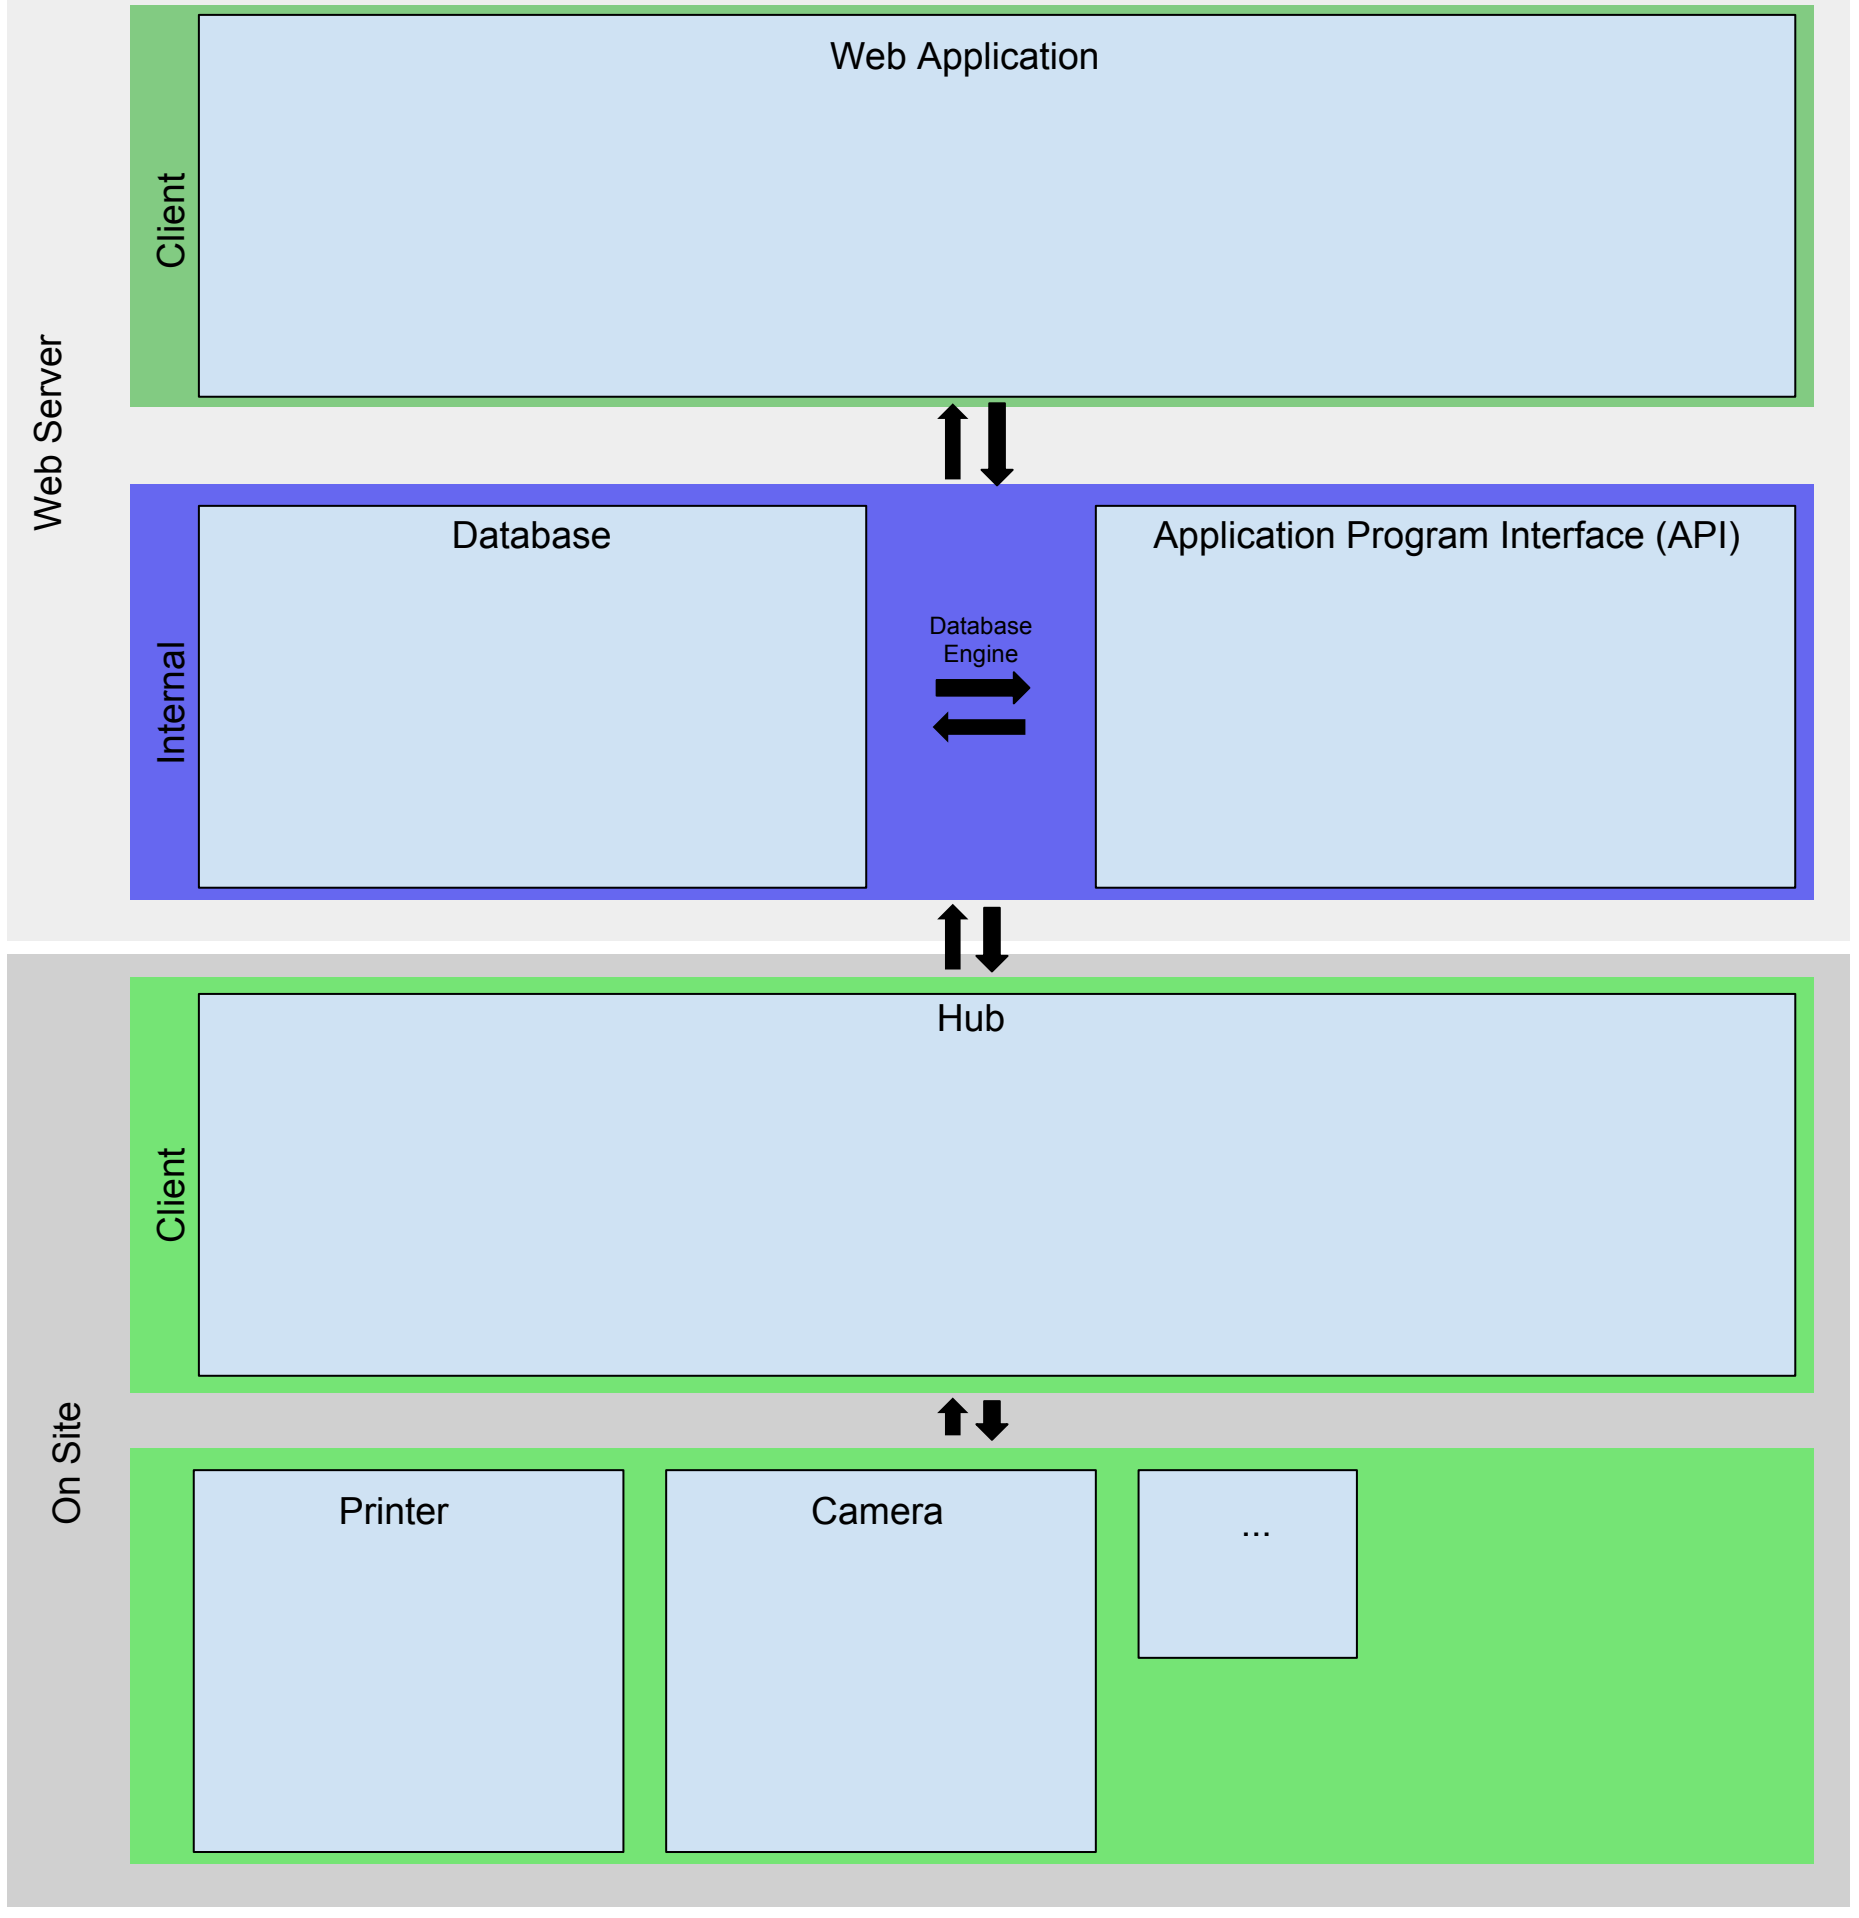 Web Application
Client
Web Server
Database
Application Program Interface (API)
Database
Engine
Internal
Hub
Client
On Site
Printer
Camera
...